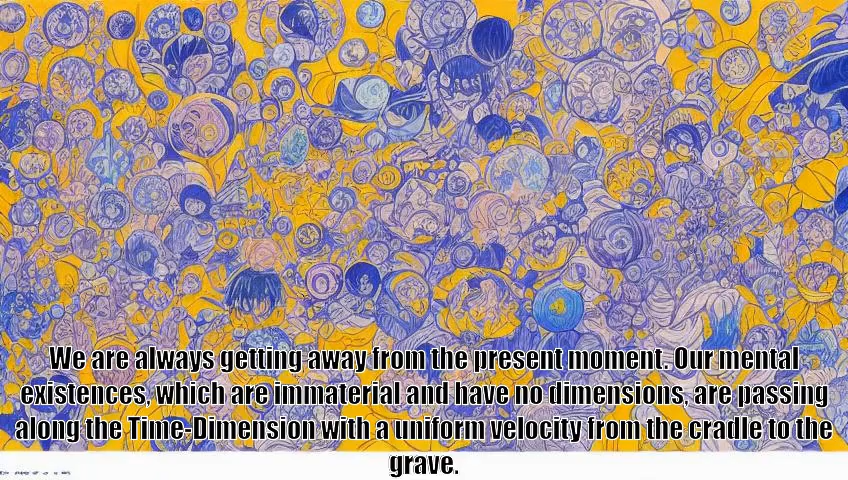 We are always getting away from the present moment. Our mental
existences, which are immaterial and have no dimensions, are passing
along the Time-Dimension with a uniform velocity from the cradle to the
grave.